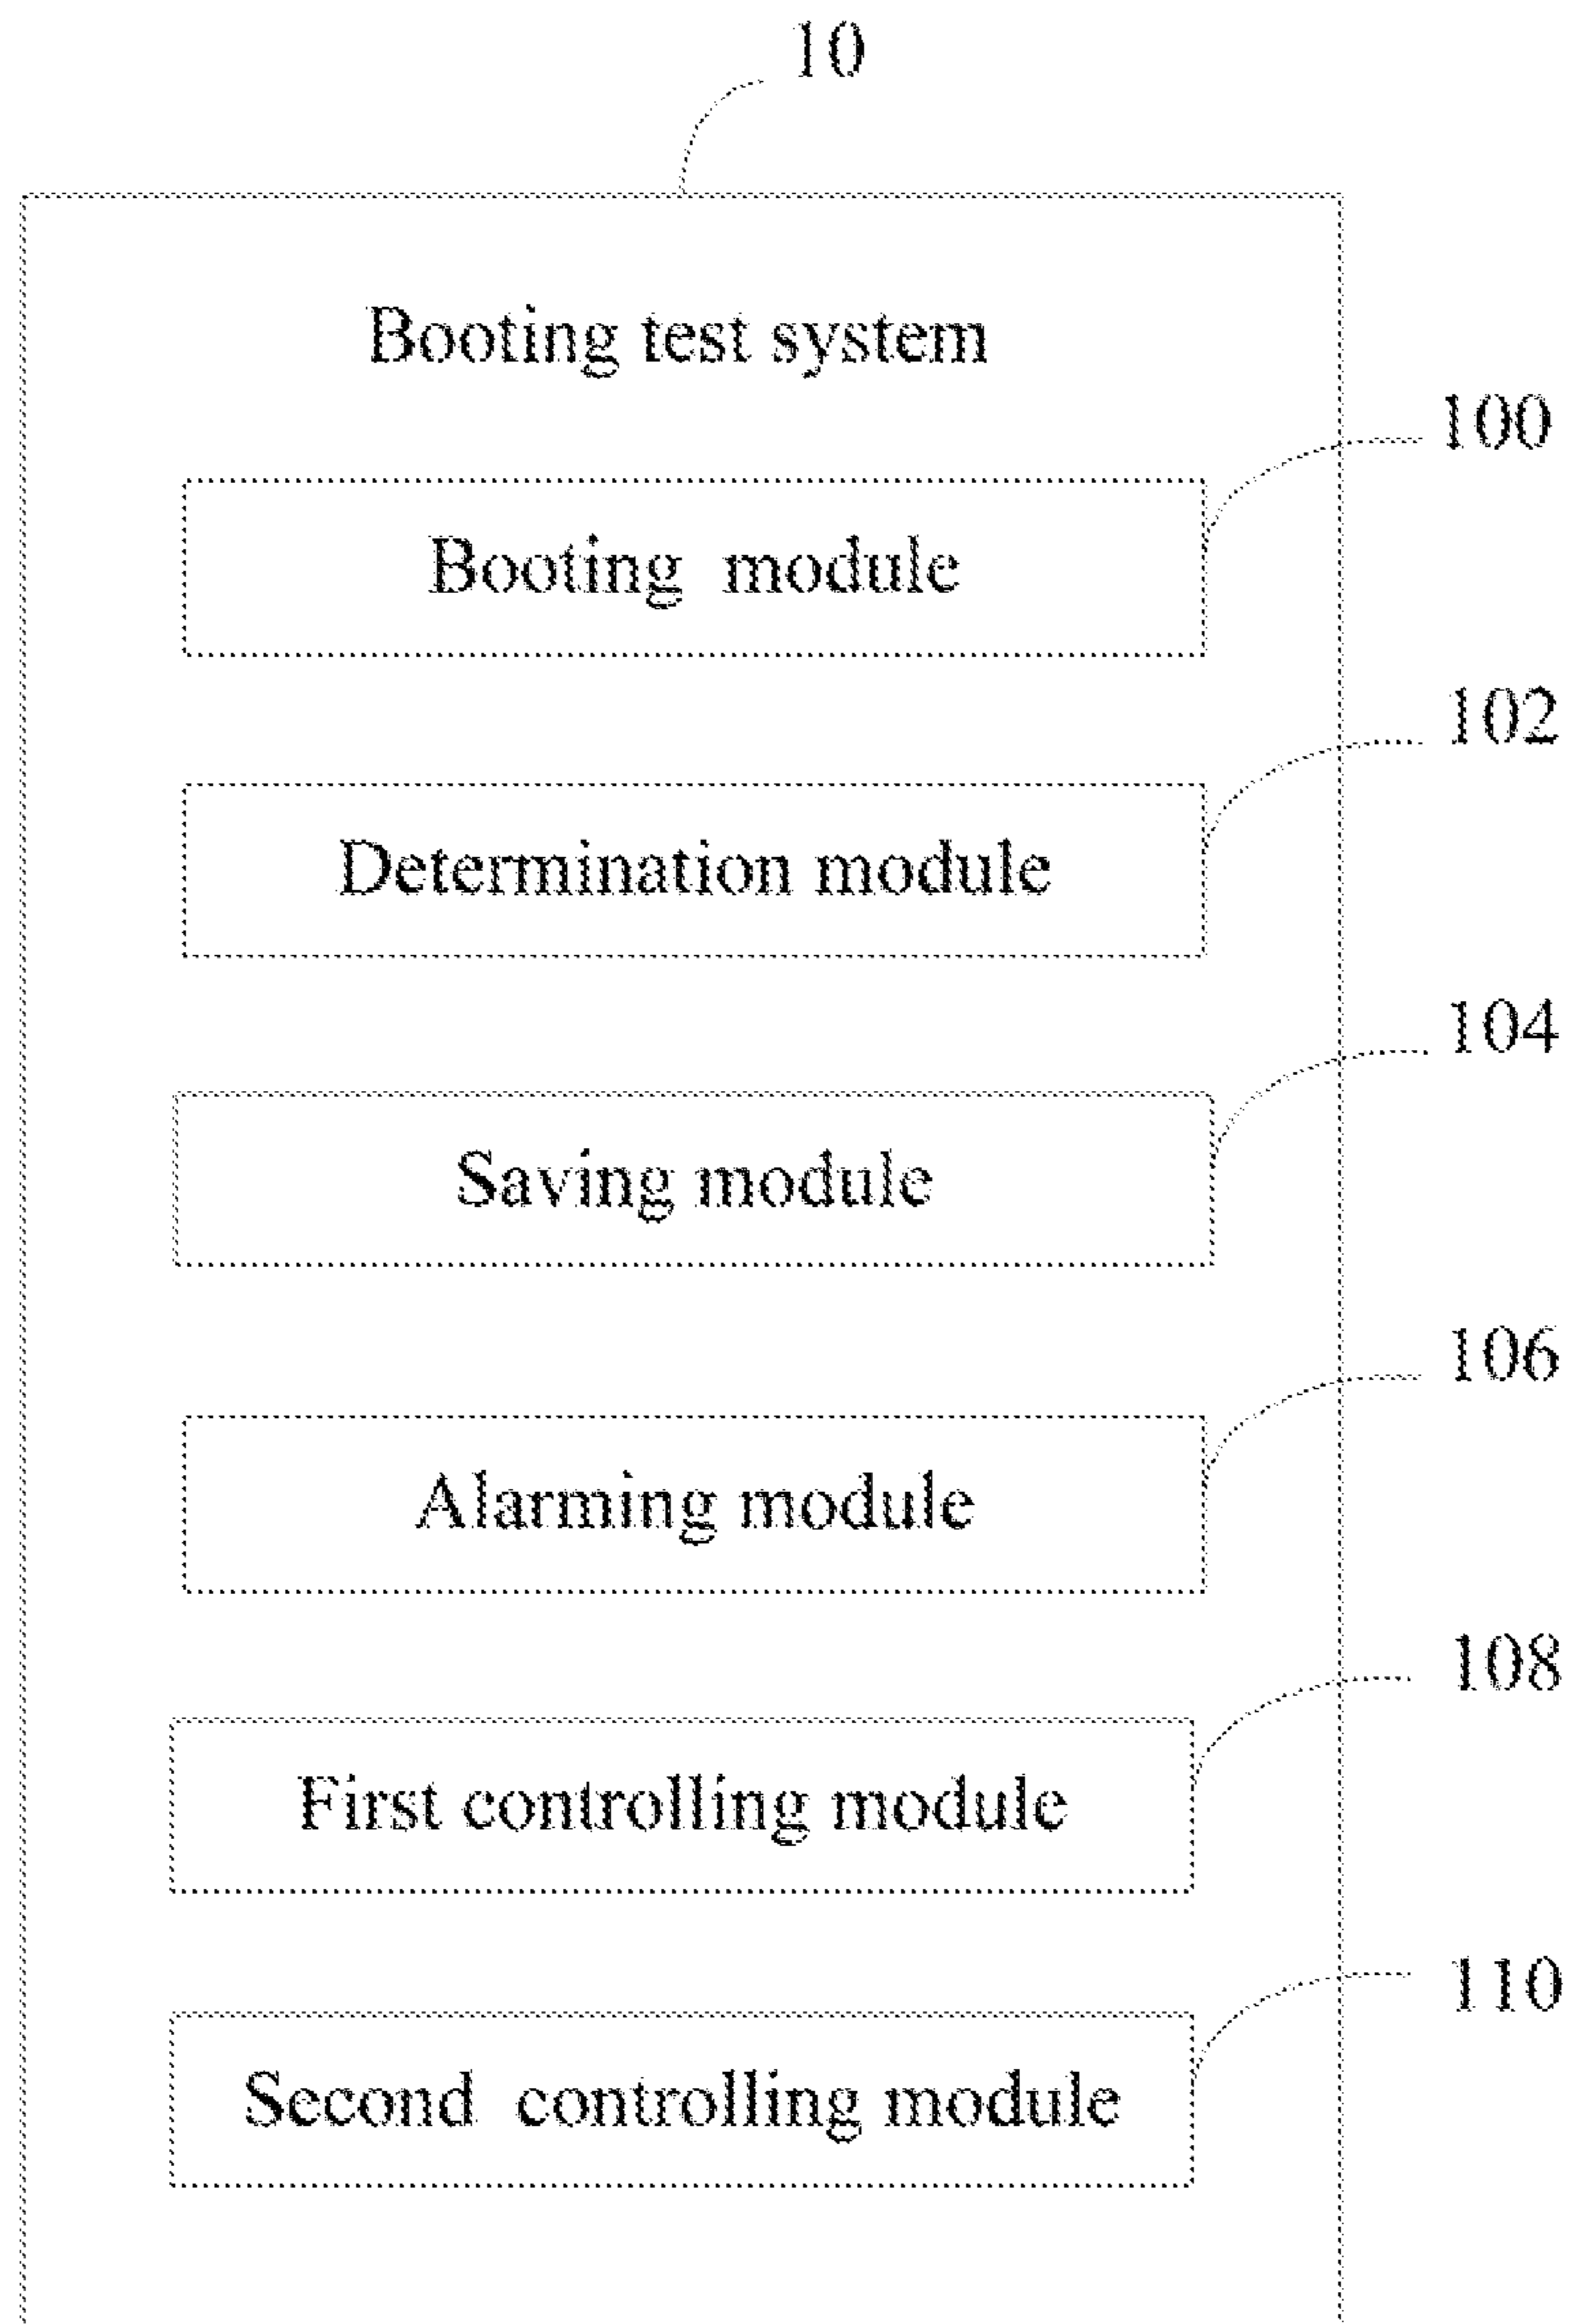 10
Booting test system
100
Booting module
102
Determination module
104
Saving module
106
Alarming module
108
First controlling module
110
Second controlling module